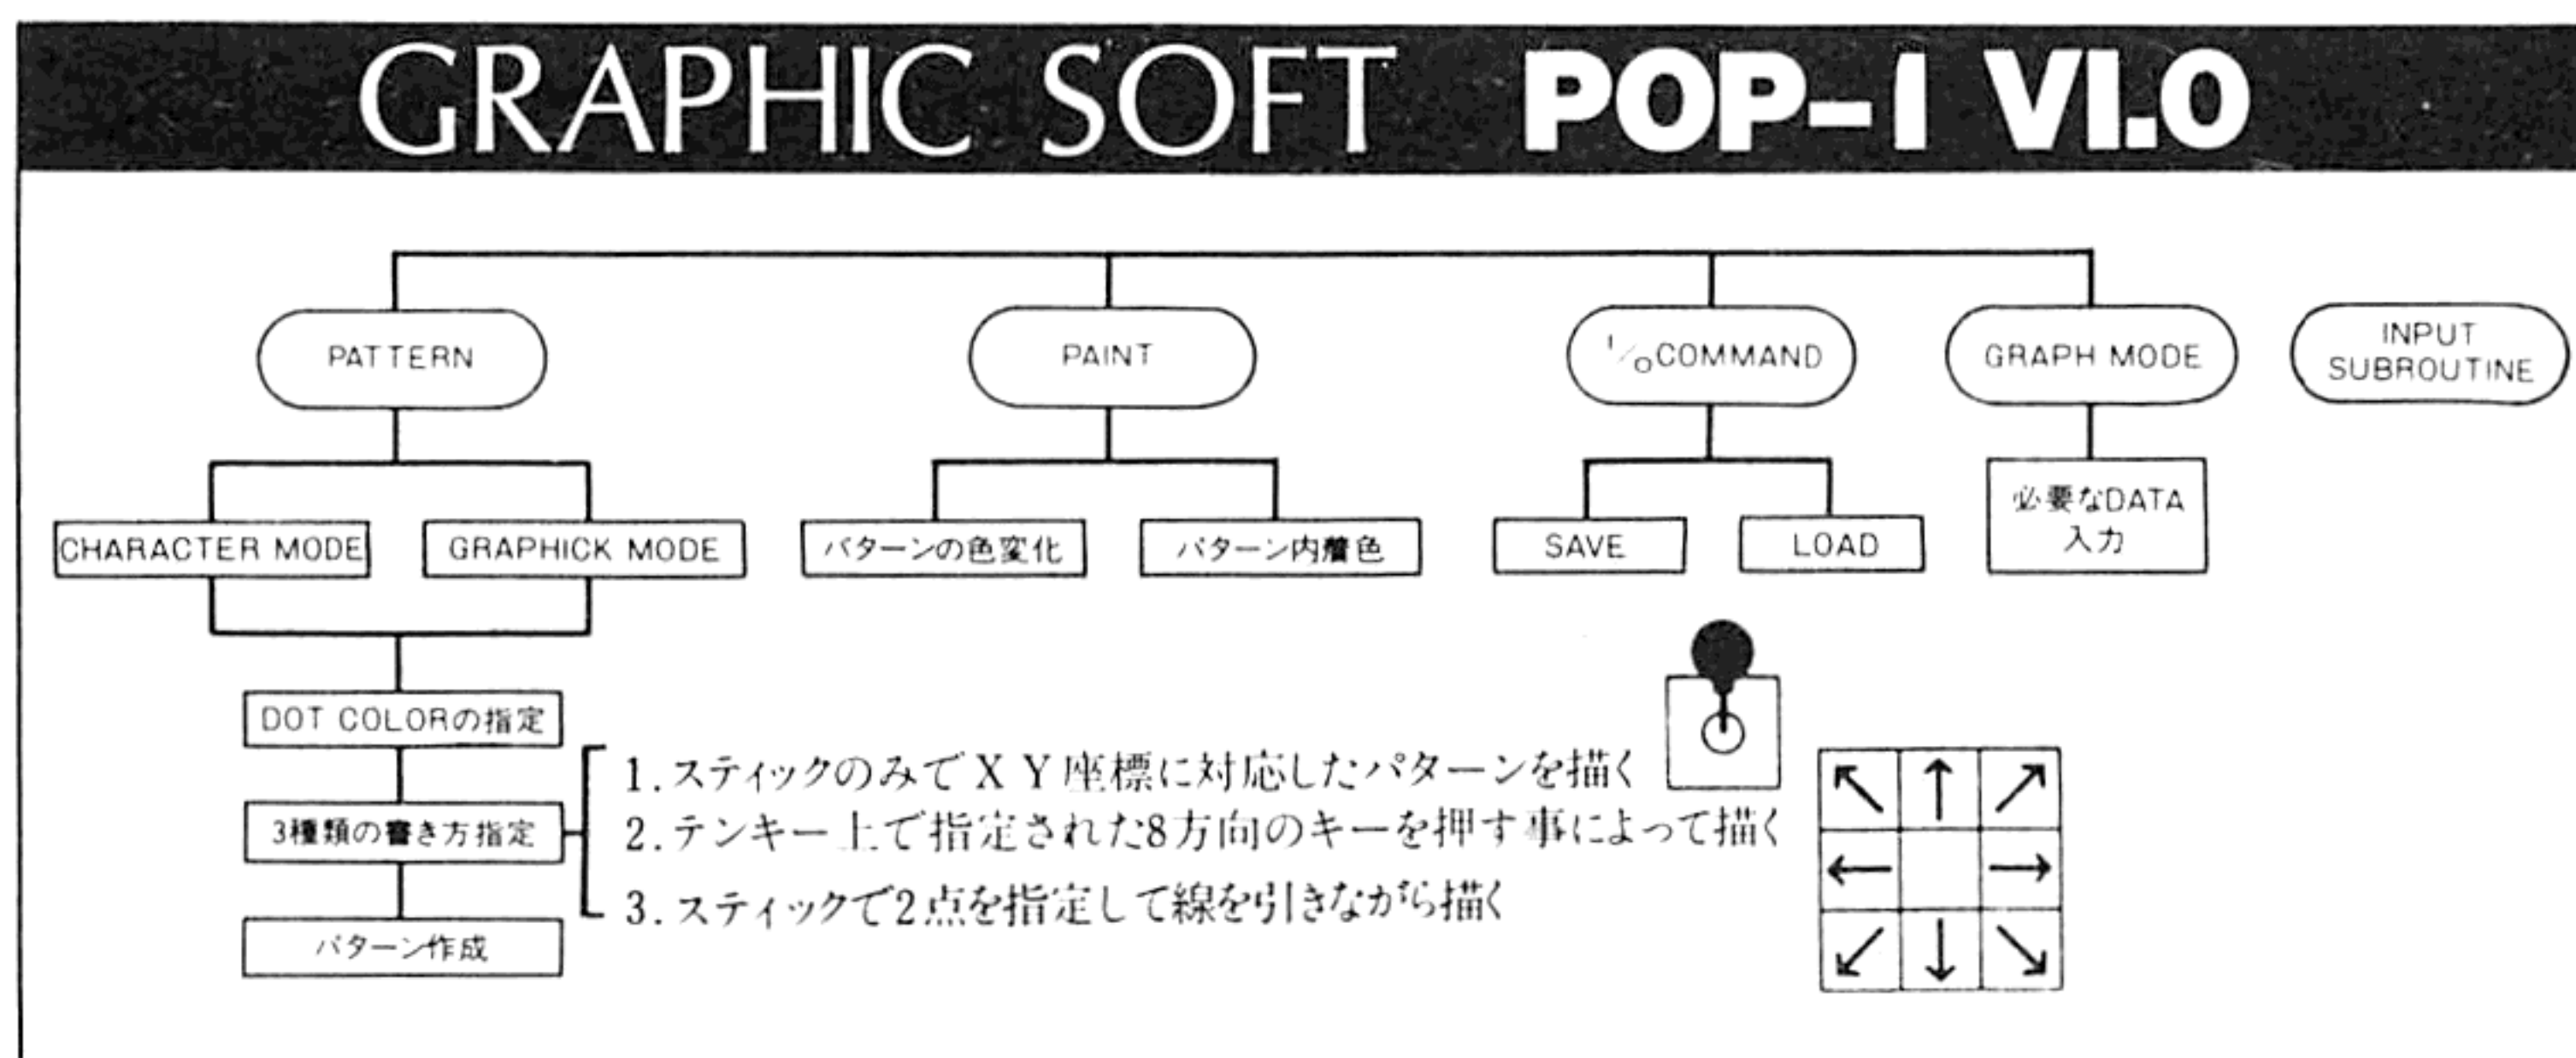 GRAPHIC SOFT POP-1 V1.0
PATTERN
PAINT
I/O COMMAND
GRAPH MODE
INPUT
SUBROUTINE
CHARACTER MODE
GRAPHICK MODE
パターンの色変化
パターン内着色
SAVE
LOAD
必要なDATA
入力
DOT COLORの指定
3種類の書き方指定
パターン作成
1.スティックのみでXY座標に対応したパターンを描く
2.テンキー上で指定された8方向のキーを押す事によって描く
3.スティックで2点を指定して線を引きながら描く
↖ ↑ ↗
← →
↙ ↓ ↘